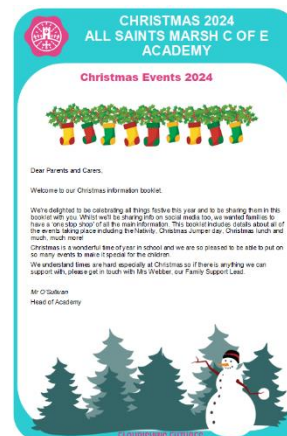 CHRISTMAS 2024
ALL SAINTS MARSH C OF E
ACADEMY
Christmas Events 2024
Dear Parents and Carers,
Welcome to our Christmas information booklet.
We're delighted to be celebrating all things festive this year and to be sharing them in this
booklet with you. Whilst we'll be sharing info on social media too, we wanted families to
have a 'one stop shop' of all the main information. This booklet includes details about all of
the events taking place including the Nativity, Christmas Jumper day, Christmas lunch and
much, much more!
Christmas is a wonderful time of year in school and we are so pleased to be able to put on
so many events to make it special for the children.
We understand times are hard especially at Christmas so if there is anything we can
support with, please get in touch with Mrs Webber, our Family Support Lead.
Mr O'Sullivan
Head of Academy